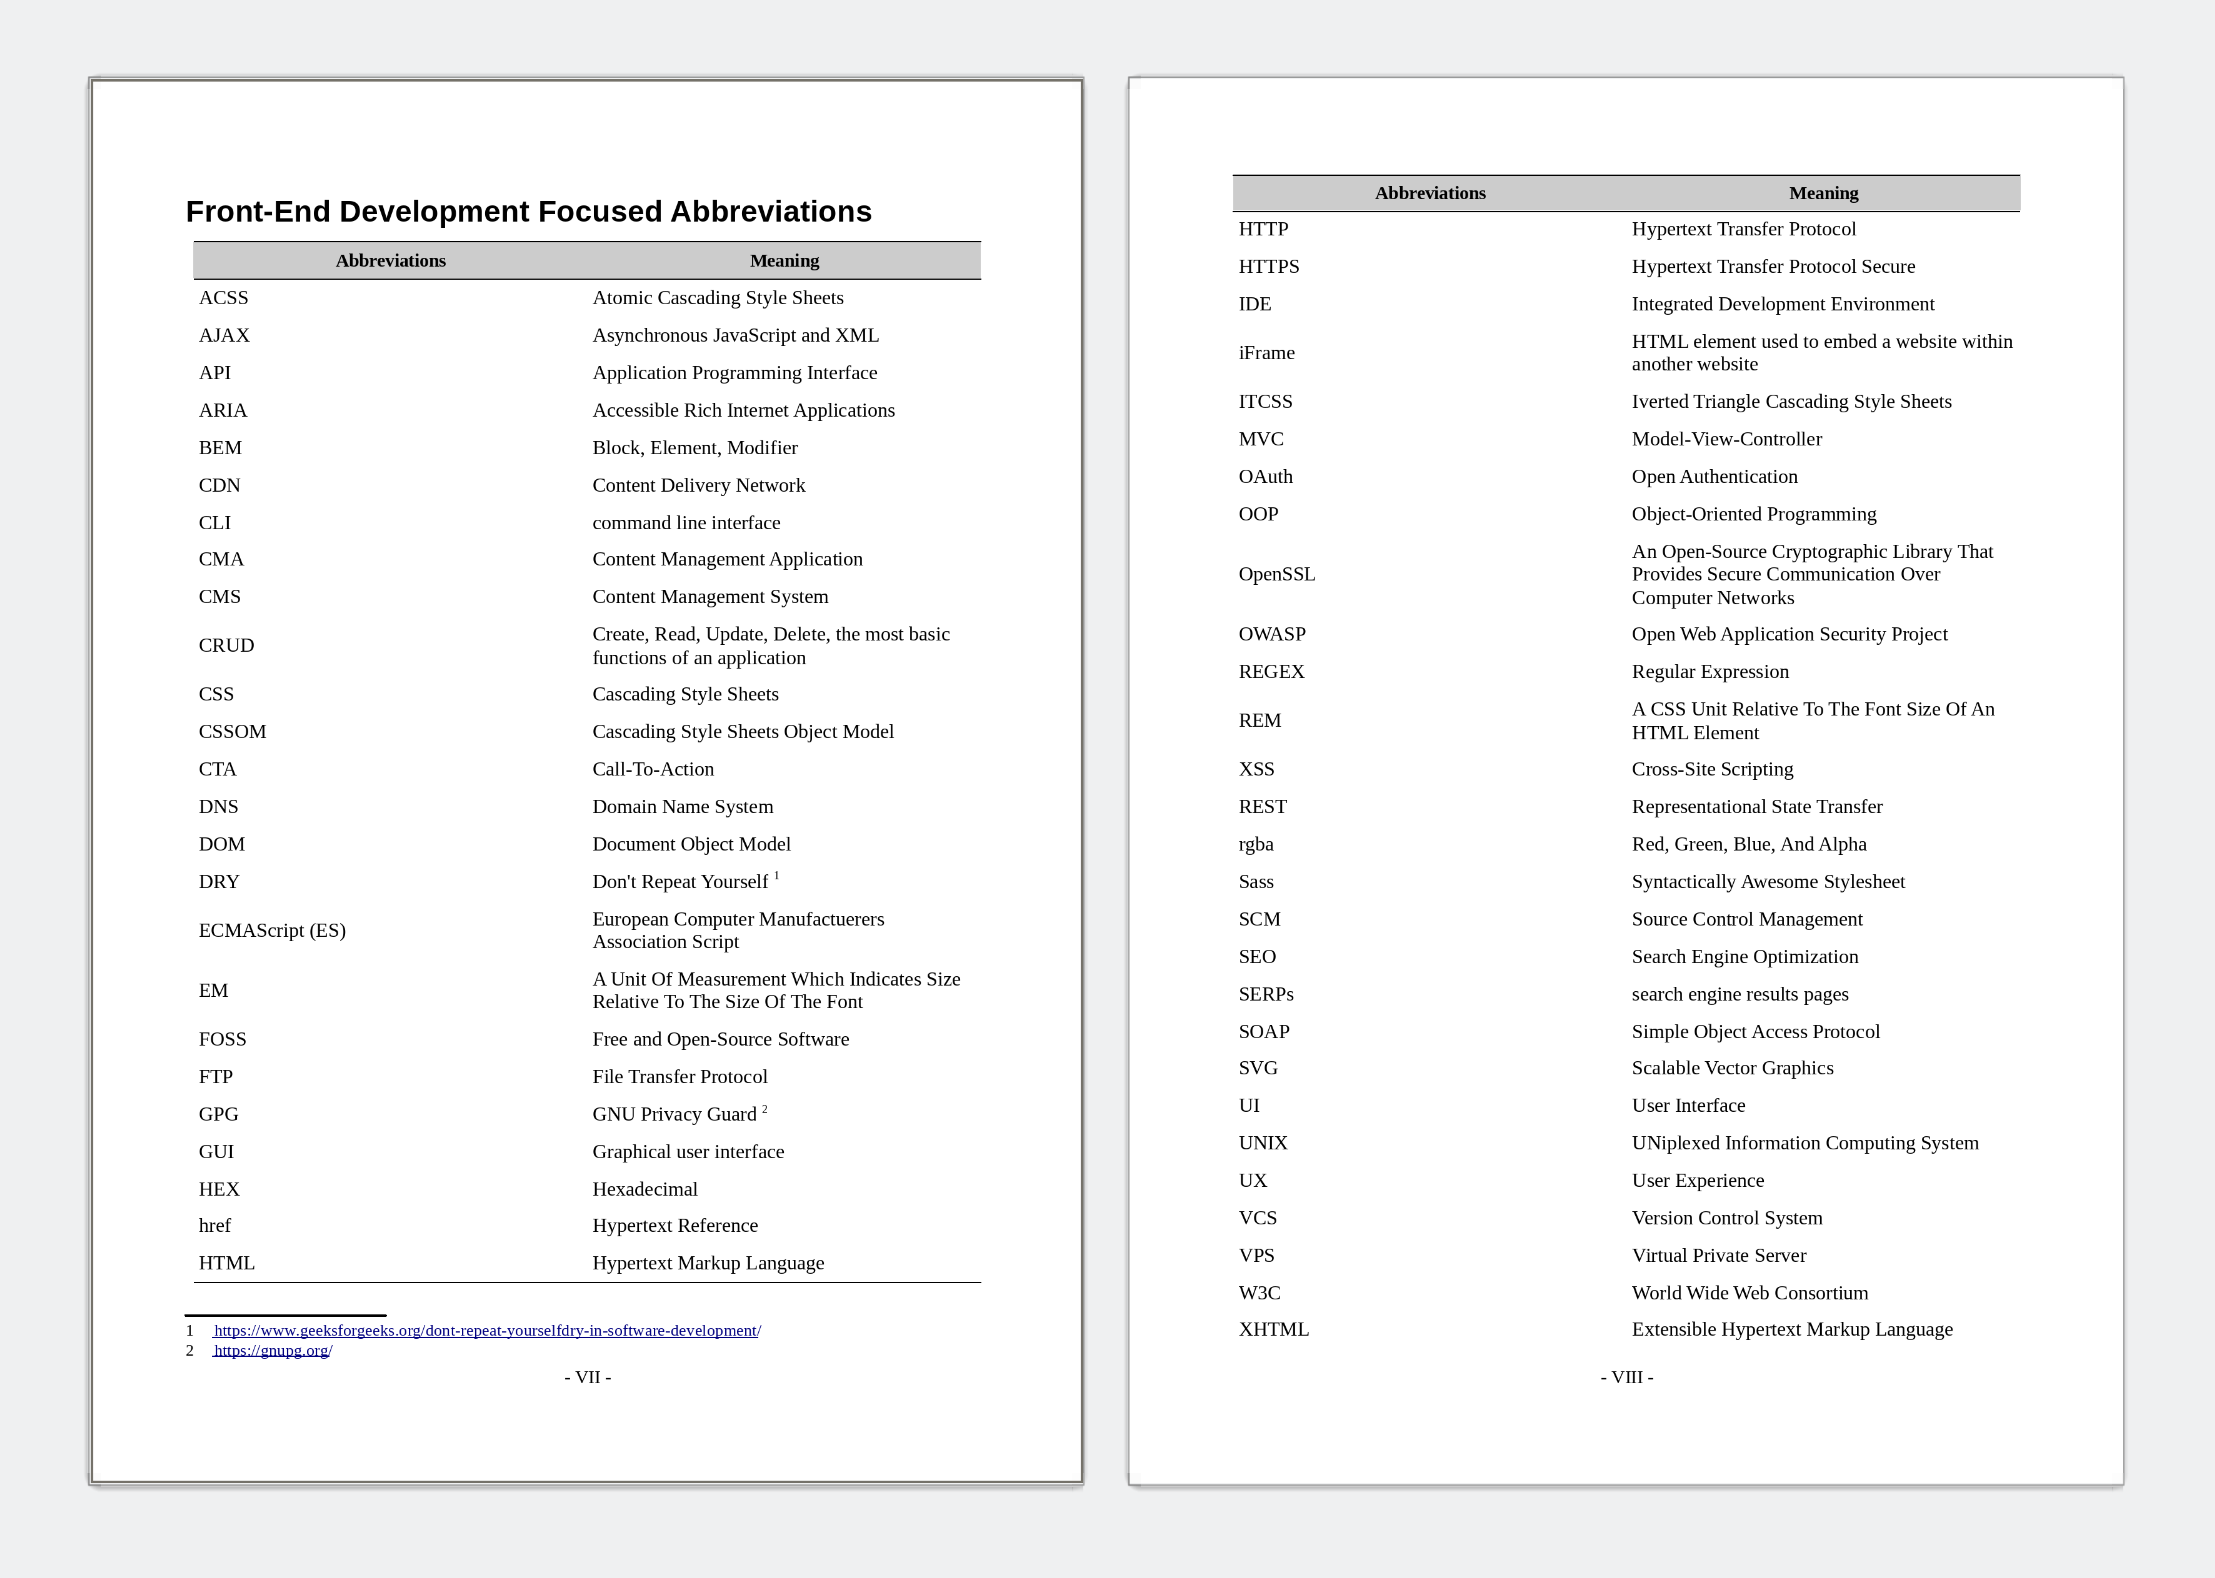 Front-End Development Focused Abbreviations
Abbreviations Meaning
ACSS Atomic Cascading Style Sheets
AJAX Asynchronous JavaScript and XML
API Application Programming Interface
ARIA Accessible Rich Internet Applications
BEM Block, Element, Modifier
CDN Content Delivery Network
CLI command line interface
CMA Content Management Application
CMS Content Management System
CRUD Create, Read, Update, Delete, the most basic
functions of an application
CSS Cascading Style Sheets
CSSOM Cascading Style Sheets Object Model
CTA Call-To-Action
DNS Domain Name System
DOM Document Object Model
DRY Don't Repeat Yourself 1
ECMAScript (ES) European Computer Manufactuerers
Association Script
EM A Unit Of Measurement Which Indicates Size
Relative To The Size Of The Font
FOSS Free and Open-Source Software
FTP File Transfer Protocol
GPG GNU Privacy Guard 2
GUI Graphical user interface
HEX Hexadecimal
href Hypertext Reference
HTML Hypertext Markup Language
1 https://www.geeksforgeeks.org/dont-repeat-yourselfdry-in-software-development/
2 https://gnupg.org/
- VII -
Abbreviations Meaning
HTTP Hypertext Transfer Protocol
HTTPS Hypertext Transfer Protocol Secure
IDE Integrated Development Environment
iFrame HTML element used to embed a website within
another website
ITCSS Iverted Triangle Cascading Style Sheets
MVC Model-View-Controller
OAuth Open Authentication
OOP Object-Oriented Programming
An Open-Source Cryptographic Library That
OpenSSL Provides Secure Communication Over
Computer Networks
OWASP Open Web Application Security Project
REGEX Regular Expression
REM A CSS Unit Relative To The Font Size Of An
HTML Element
XSS Cross-Site Scripting
REST Representational State Transfer
rgba Red, Green, Blue, And Alpha
Sass Syntactically Awesome Stylesheet
SCM Source Control Management
SEO Search Engine Optimization
SERPs search engine results pages
SOAP Simple Object Access Protocol
SVG Scalable Vector Graphics
UI User Interface
UNIX UNiplexed Information Computing System
UX User Experience
VCS Version Control System
VPS Virtual Private Server
W3C World Wide Web Consortium
XHTML Extensible Hypertext Markup Language
- VIII -